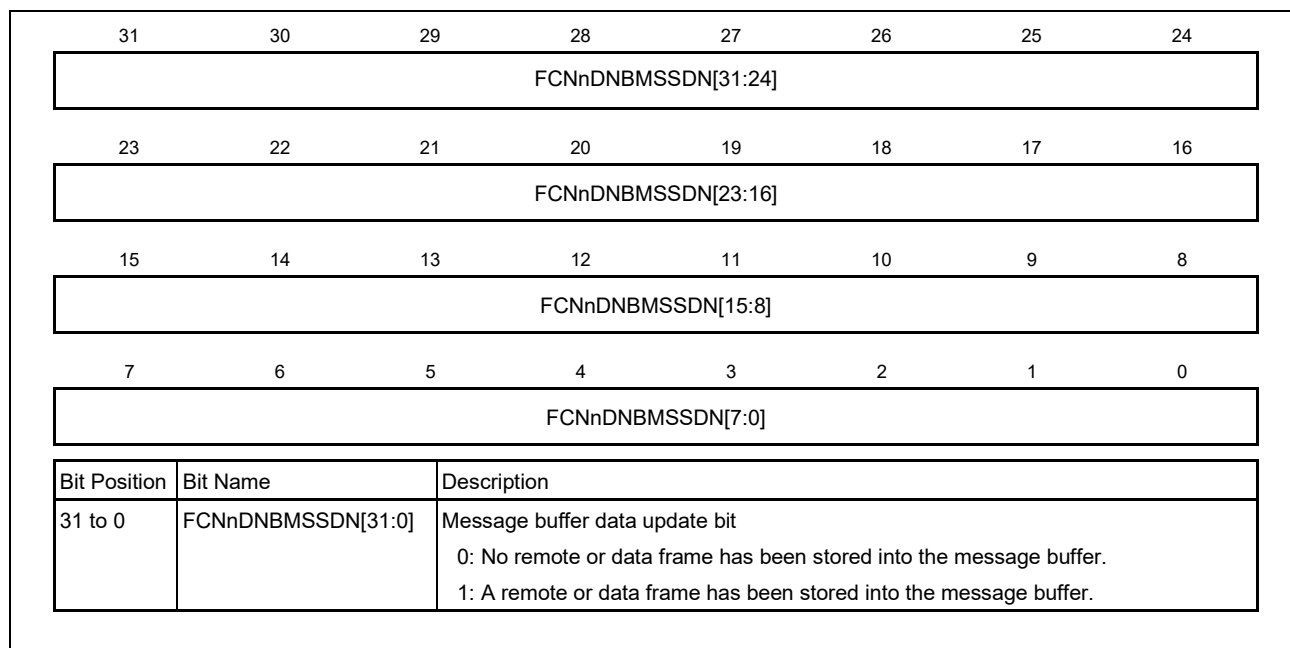 31 30 29 28 27 26 25 24
FCNnDNBMSSDN[31:24]
23 22 21 20 19 18 17 16
FCNnDNBMSSDN[23:16]
15 14 13 12 11 10 9 8
FCNnDNBMSSDN[15:8]
7 6 5 4 3 2 1 0
FCNnDNBMSSDN[7:0]
Bit Position Bit Name Description
31 to 0 FCNnDNBMSSDN[31:0] Message buffer data update bit
0: No remote or data frame has been stored into the message buffer.
1: A remote or data frame has been stored into the message buffer.